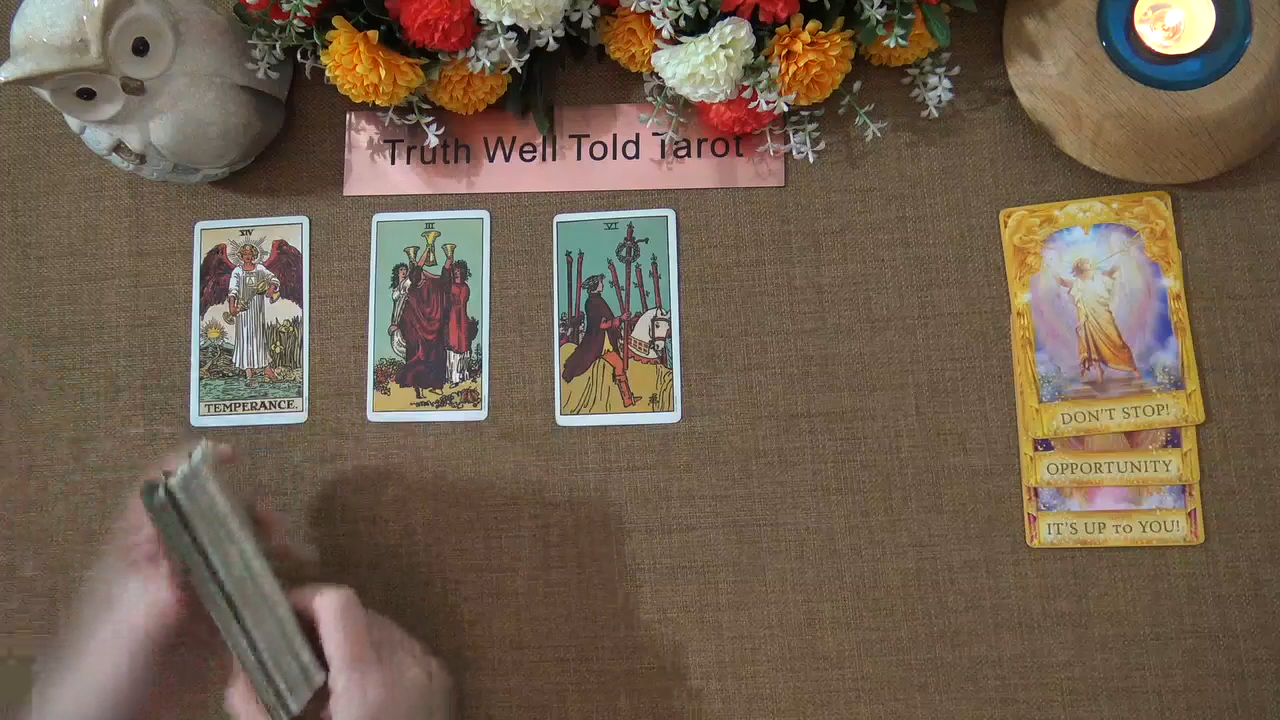 Truth Well Told Tarot
XIV
TEMPERANCE.
III
VI
DON'T STOP!
OPPORTUNITY
IT'S UP TO YOU!